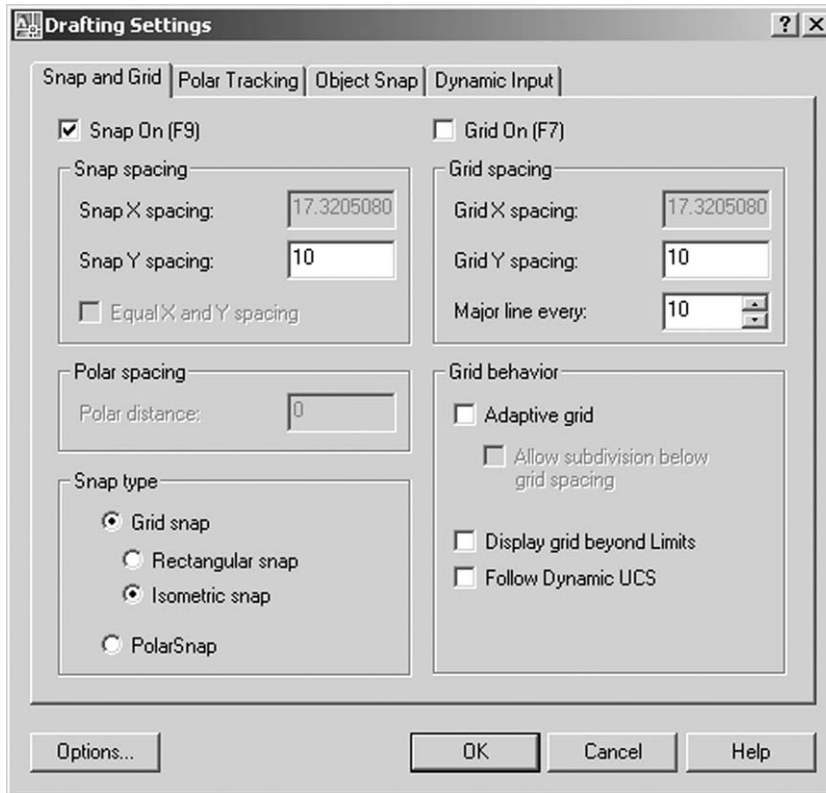 Drafting Settings
Snap and Grid
Polar Tracking
Object Snap
Dynamic Input
Snap On (F9)
Snap spacing
Snap X spacing: 17.3205080
Snap Y spacing: 10
Equal X and Y spacing
Polar spacing
Polar distance: 0
Snap type
Grid snap
Rectangular snap
Isometric snap
PolarSnap
Grid On (F7)
Grid spacing
Grid X spacing: 17.3205080
Grid Y spacing: 10
Major line every: 10
Grid behavior
Adaptive grid
Allow subdivision below
grid spacing
Display grid beyond Limits
Follow Dynamic UCS
Options...
OK
Cancel
Help